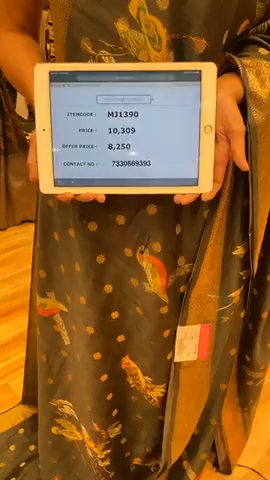 ITEMCODE : MJ1390
PRICE : 10,309
OFFER PRICE : 8,250
CONTACT NO : 7330669393